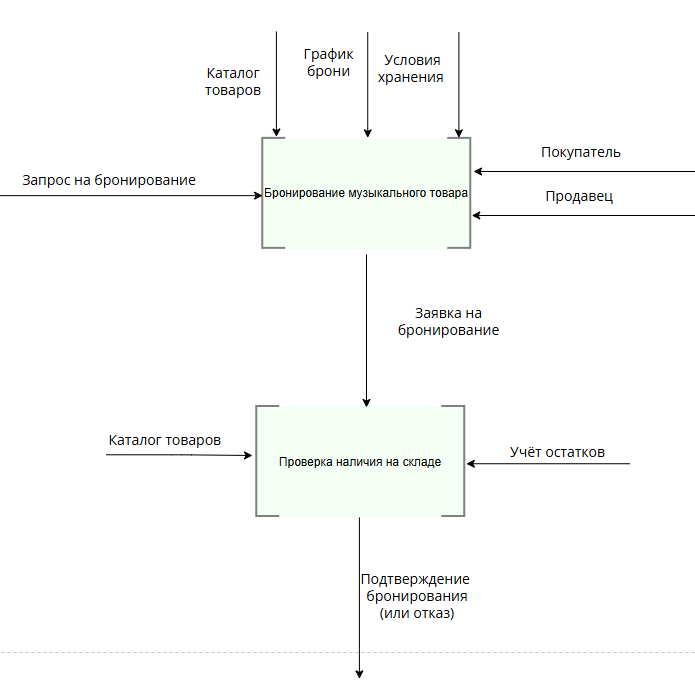 График
брони
Условия
хранения
Каталог
товаров
Запрос на бронирование
Бронирование музыкального товара
Покупатель
Продавец
Заявка на
бронирование
Каталог товаров
Проверка наличия на складе
Учёт остатков
Подтверждение
бронирования
(или отказ)